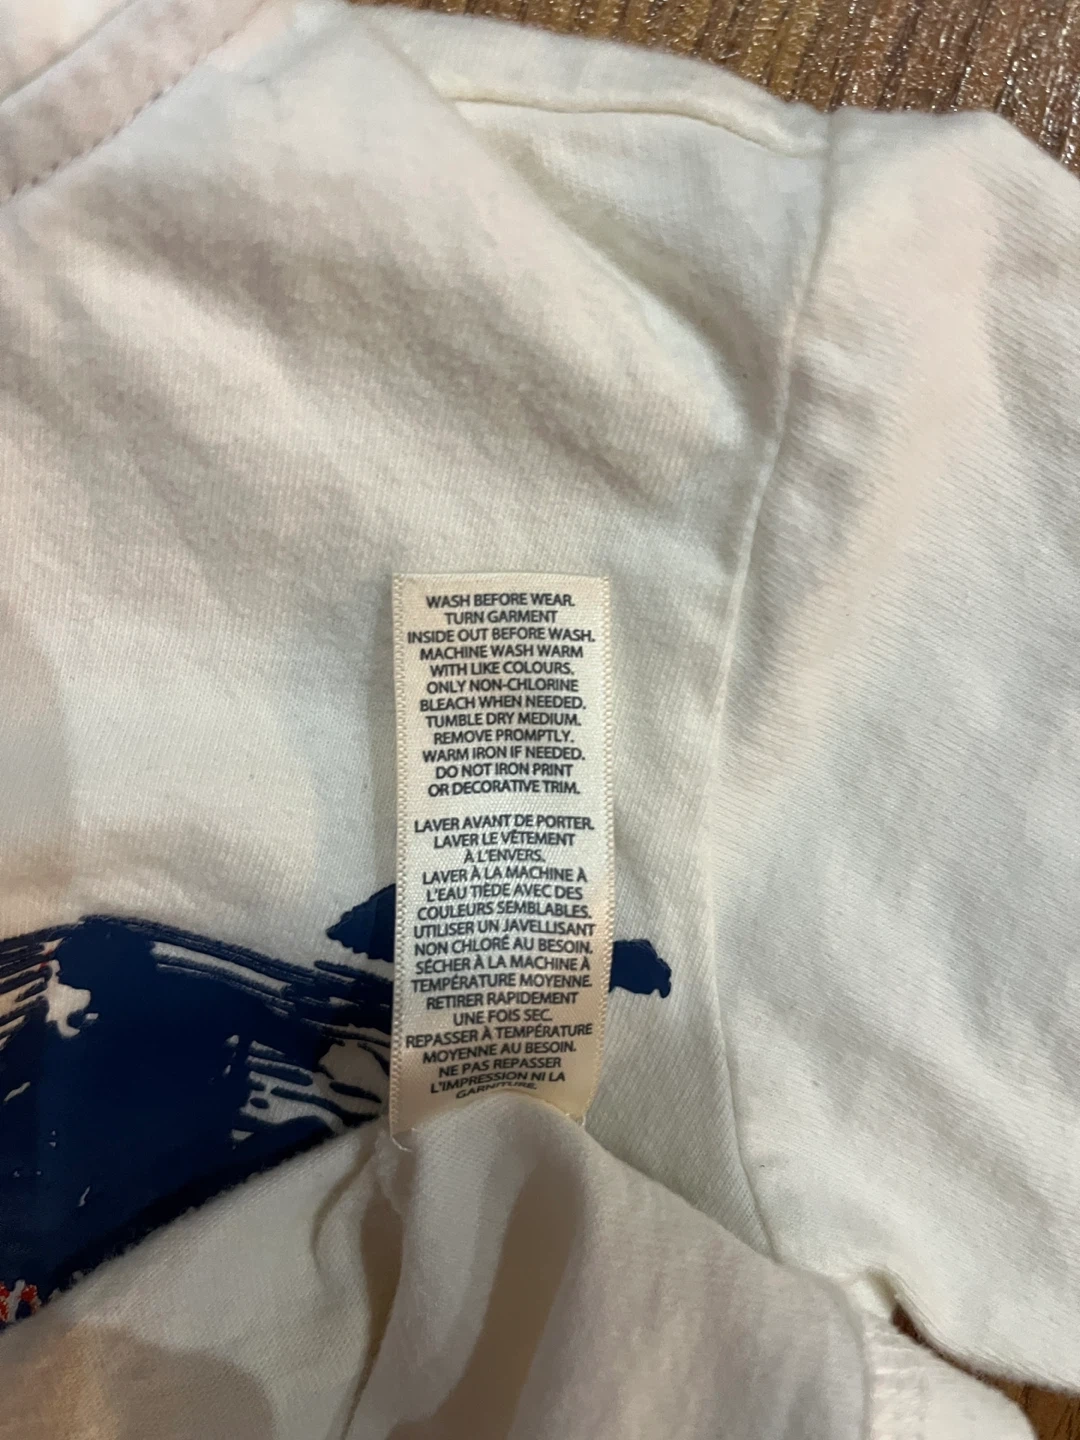 WASH BEFORE WEAR.
TURN GARMENT
INSIDE OUT BEFORE WASH.
MACHINE WASH WARM
WITH LIKE COLOURS.
ONLY NON-CHLORINE
BLEACH WHEN NEEDED.
TUMBLE DRY MEDIUM.
REMOVE PROMPTLY.
WARM IRON IF NEEDED.
DO NOT IRON PRINT
OR DECORATIVE TRIM.
LAVER AVANT DE PORTER.
LAVER LE VÊTEMENT
À L'ENVERS.
LAVER À LA MACHINE À
L'EAU TIÈDE AVEC DES
COULEURS SEMBLABLES.
UTILISER UN JAVELLISANT
NON CHLORÉ AU BESOIN.
SÉCHER À LA MACHINE À
TEMPÉRATURE MOYENNE.
RETIRER RAPIDEMENT
UNE FOIS SEC.
REPASSER À TEMPÉRATURE
MOYENNE AU BESOIN.
NE PAS REPASSER
L'IMPRESSION NI LA
GARNITURE.